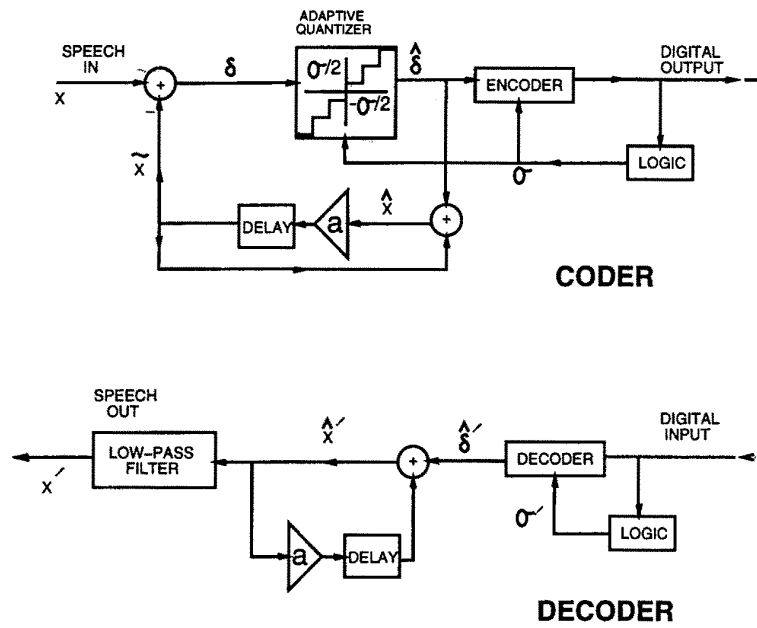 ADAPTIVE
QUANTIZER
SPEECH
IN
x
+
–
δ
σ/2
-σ/2
δ̂
ENCODER
DIGITAL
OUTPUT
LOGIC
σ
x̃
DELAY
a
x̂
+
CODER
SPEECH
OUT
LOW-PASS
FILTER
x′
x̂′
+
δ̂′
DECODER
DIGITAL
INPUT
σ′
LOGIC
a
DELAY
DECODER